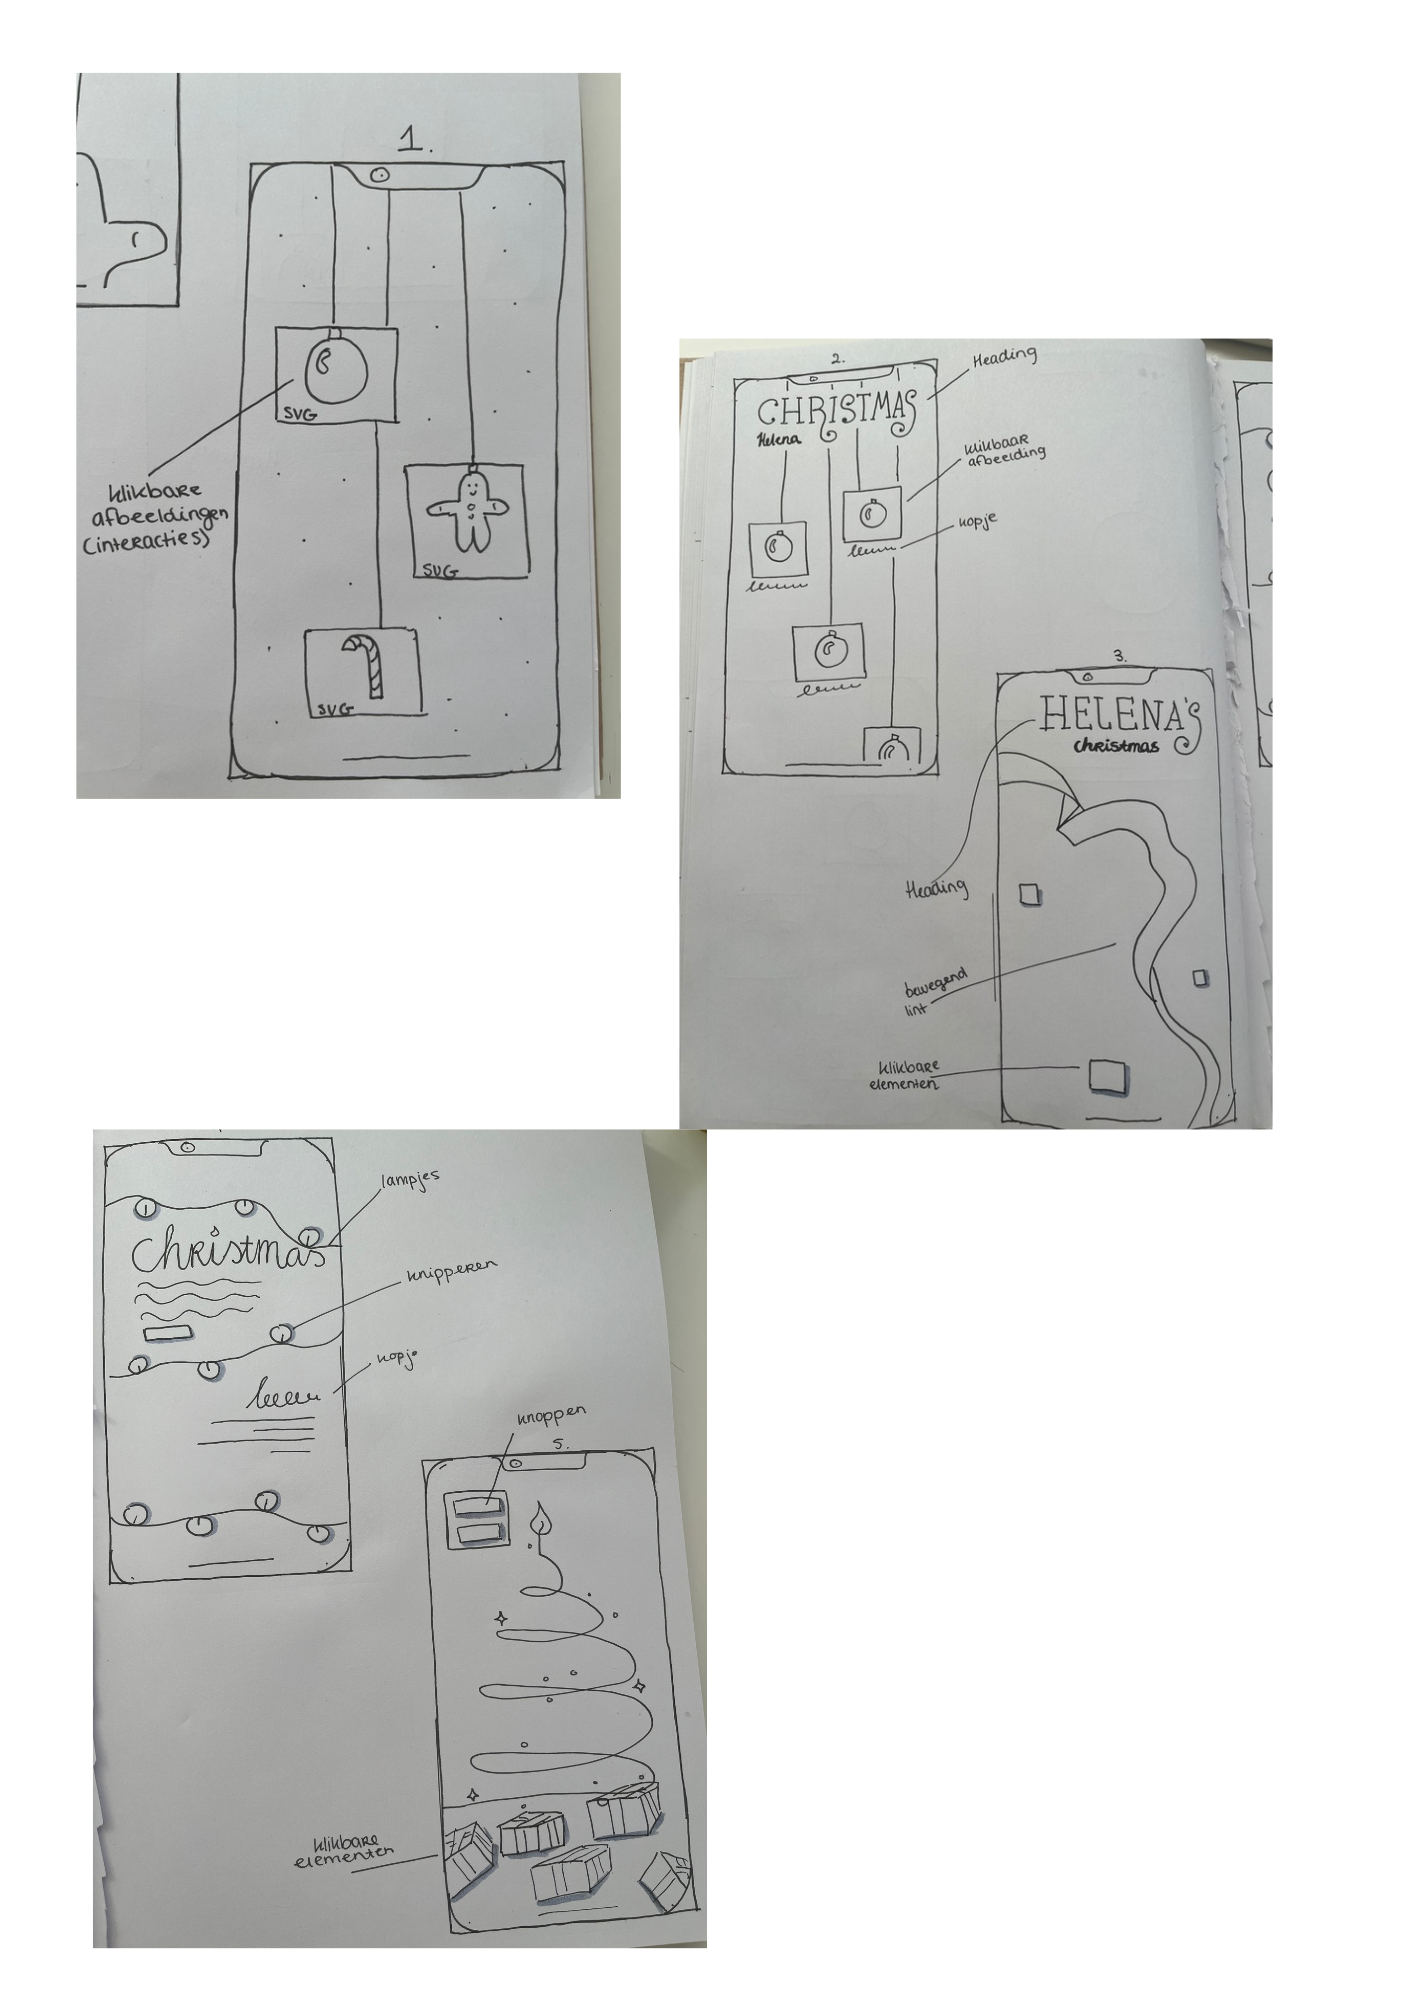 1.
SVG
klikbare
afbeeldingen
(interacties)
SVG
SVG
2.
Heading
CHRISTMAS
Helena
klikbaar
afbeelding
kopje
3.
HELENA'S
christmas
Heading
bewegend
lint
klikbare
elementen
lampjes
christmas
knipperen
kopje
knoppen
5.
klikbare
elementen